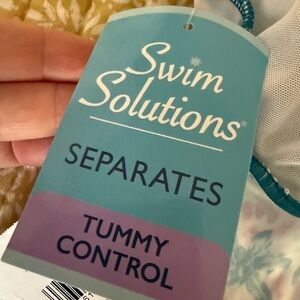 Swim
Solutions®
SEPARATES
TUMMY
CONTROL